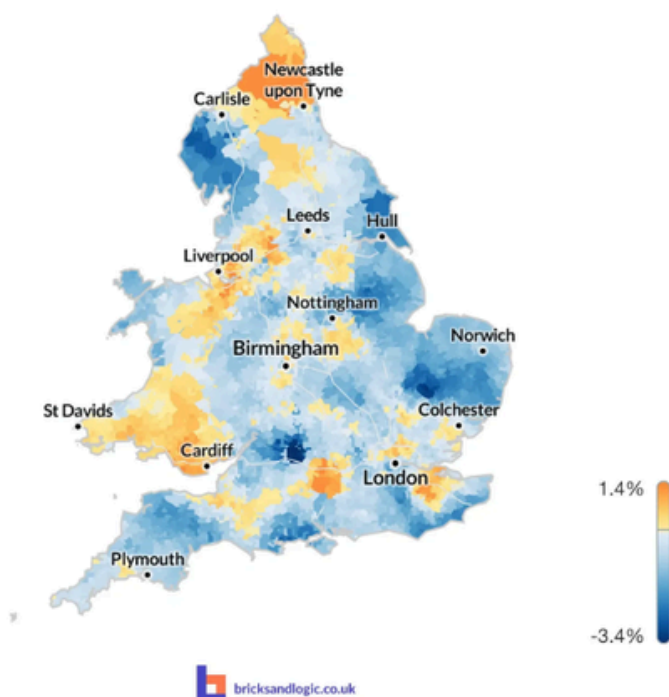 Newcastle
upon Tyne
Carlisle
Leeds
Hull
Liverpool
Nottingham
Norwich
Birmingham
St Davids
Colchester
Cardiff
London
1.4%
Plymouth
-3.4%
bricksandlogic.co.uk